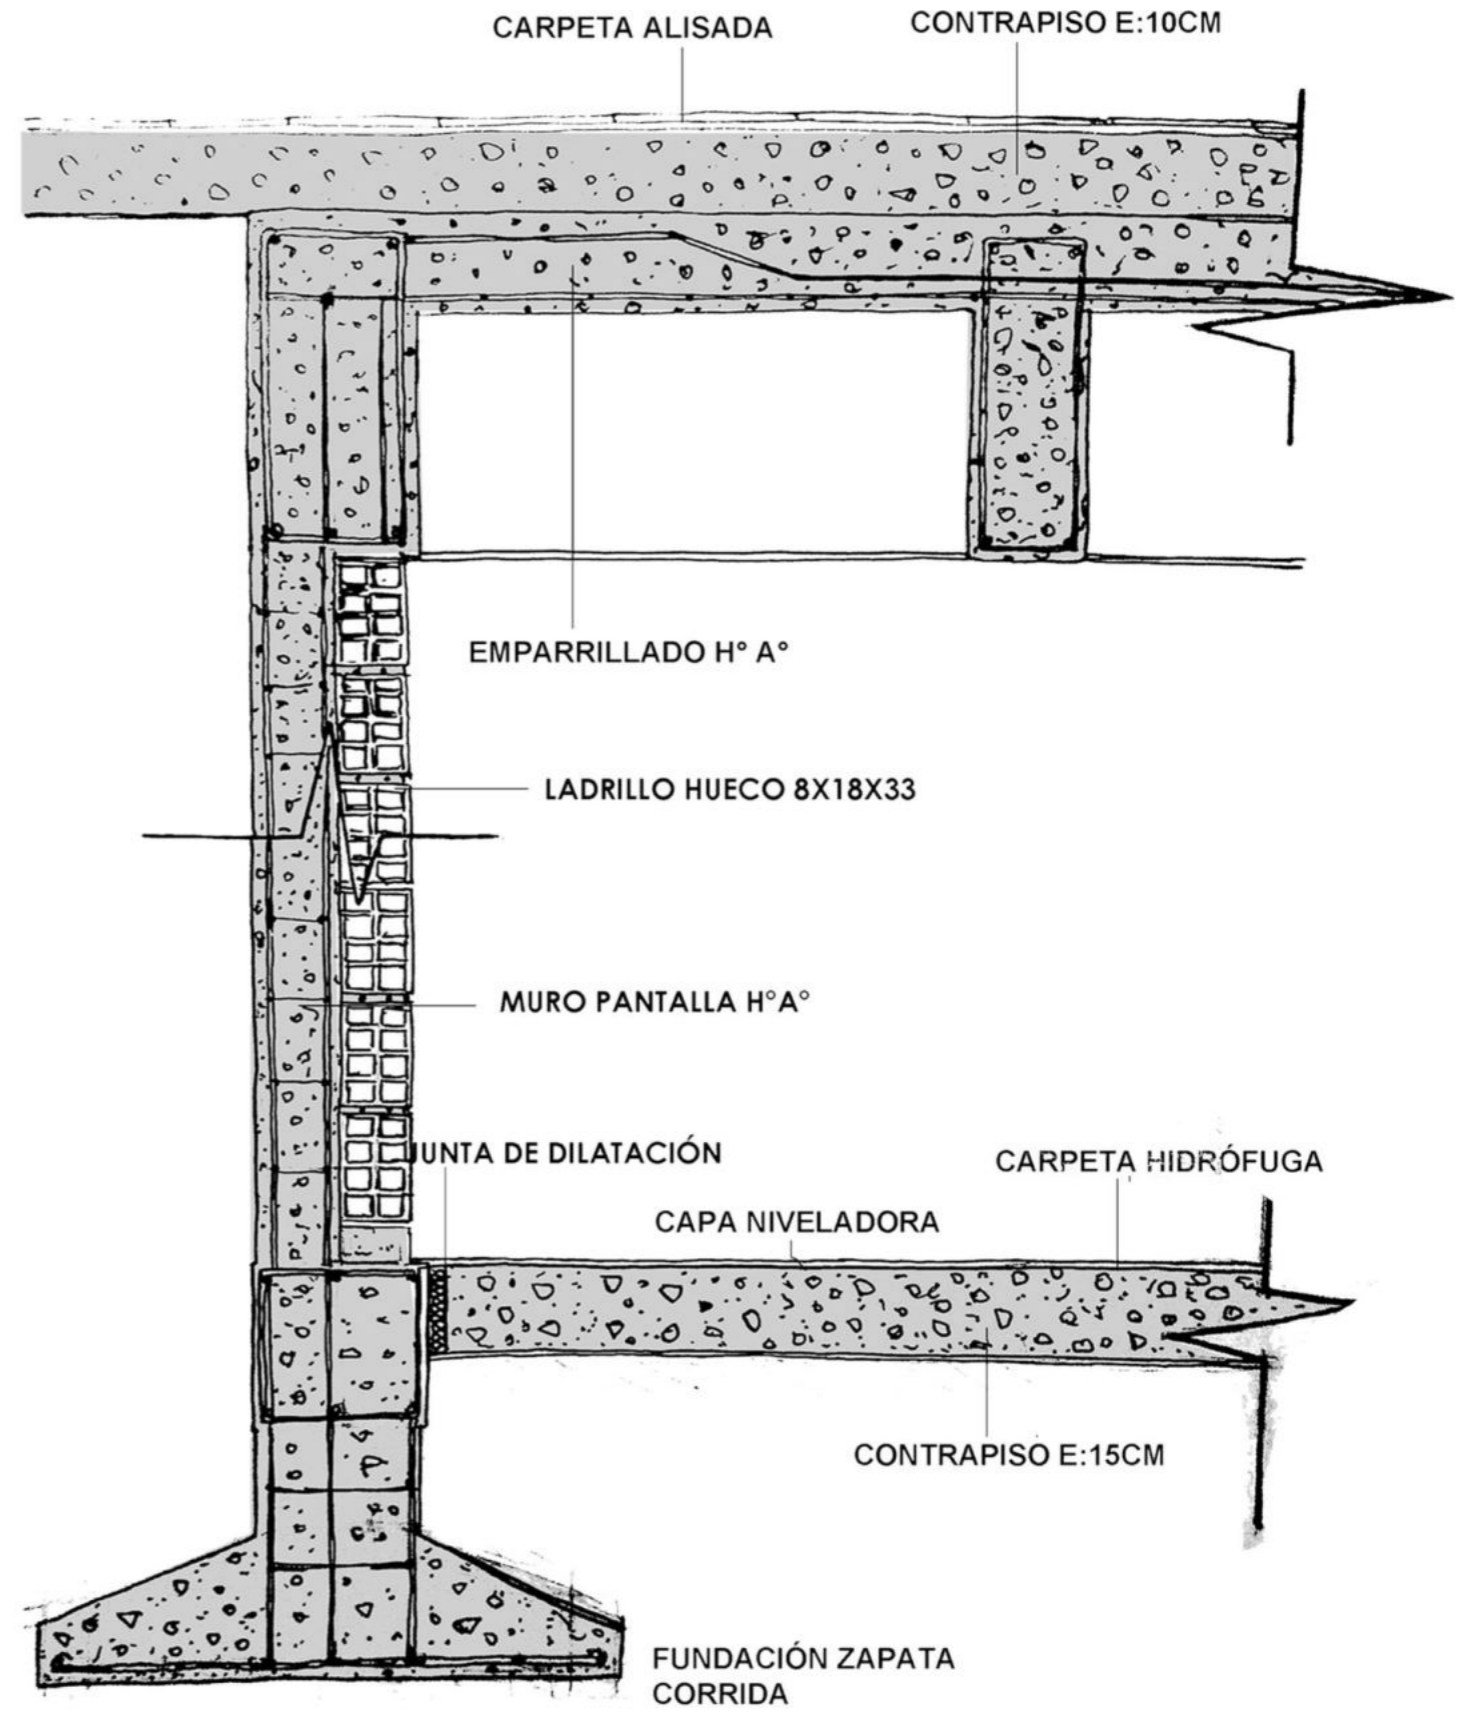 CARPETA ALISADA
CONTRAPISO E:10CM
EMPARRILLADO H° A°
LADRILLO HUECO 8X18X33
MURO PANTALLA H°A°
JUNTA DE DILATACIÓN
CARPETA HIDRÓFUGA
CAPA NIVELADORA
CONTRAPISO E:15CM
FUNDACIÓN ZAPATA
CORRIDA